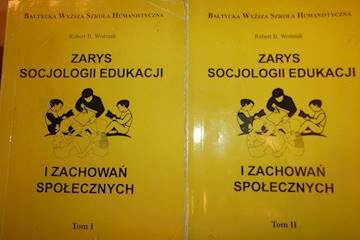 BAŁTYCKA WYŻSZA SZKOŁA HUMANISTYCZNA
Robert B. Woźniak
ZARYS
SOCJOLOGII EDUKACJI
I ZACHOWAŃ
SPOŁECZNYCH
Tom I
BAŁTYCKA WYŻSZA SZKOŁA HUMANISTYCZNA
Robert B. Woźniak
ZARYS
SOCJOLOGII EDUKACJI
I ZACHOWAŃ
SPOŁECZNYCH
Tom II